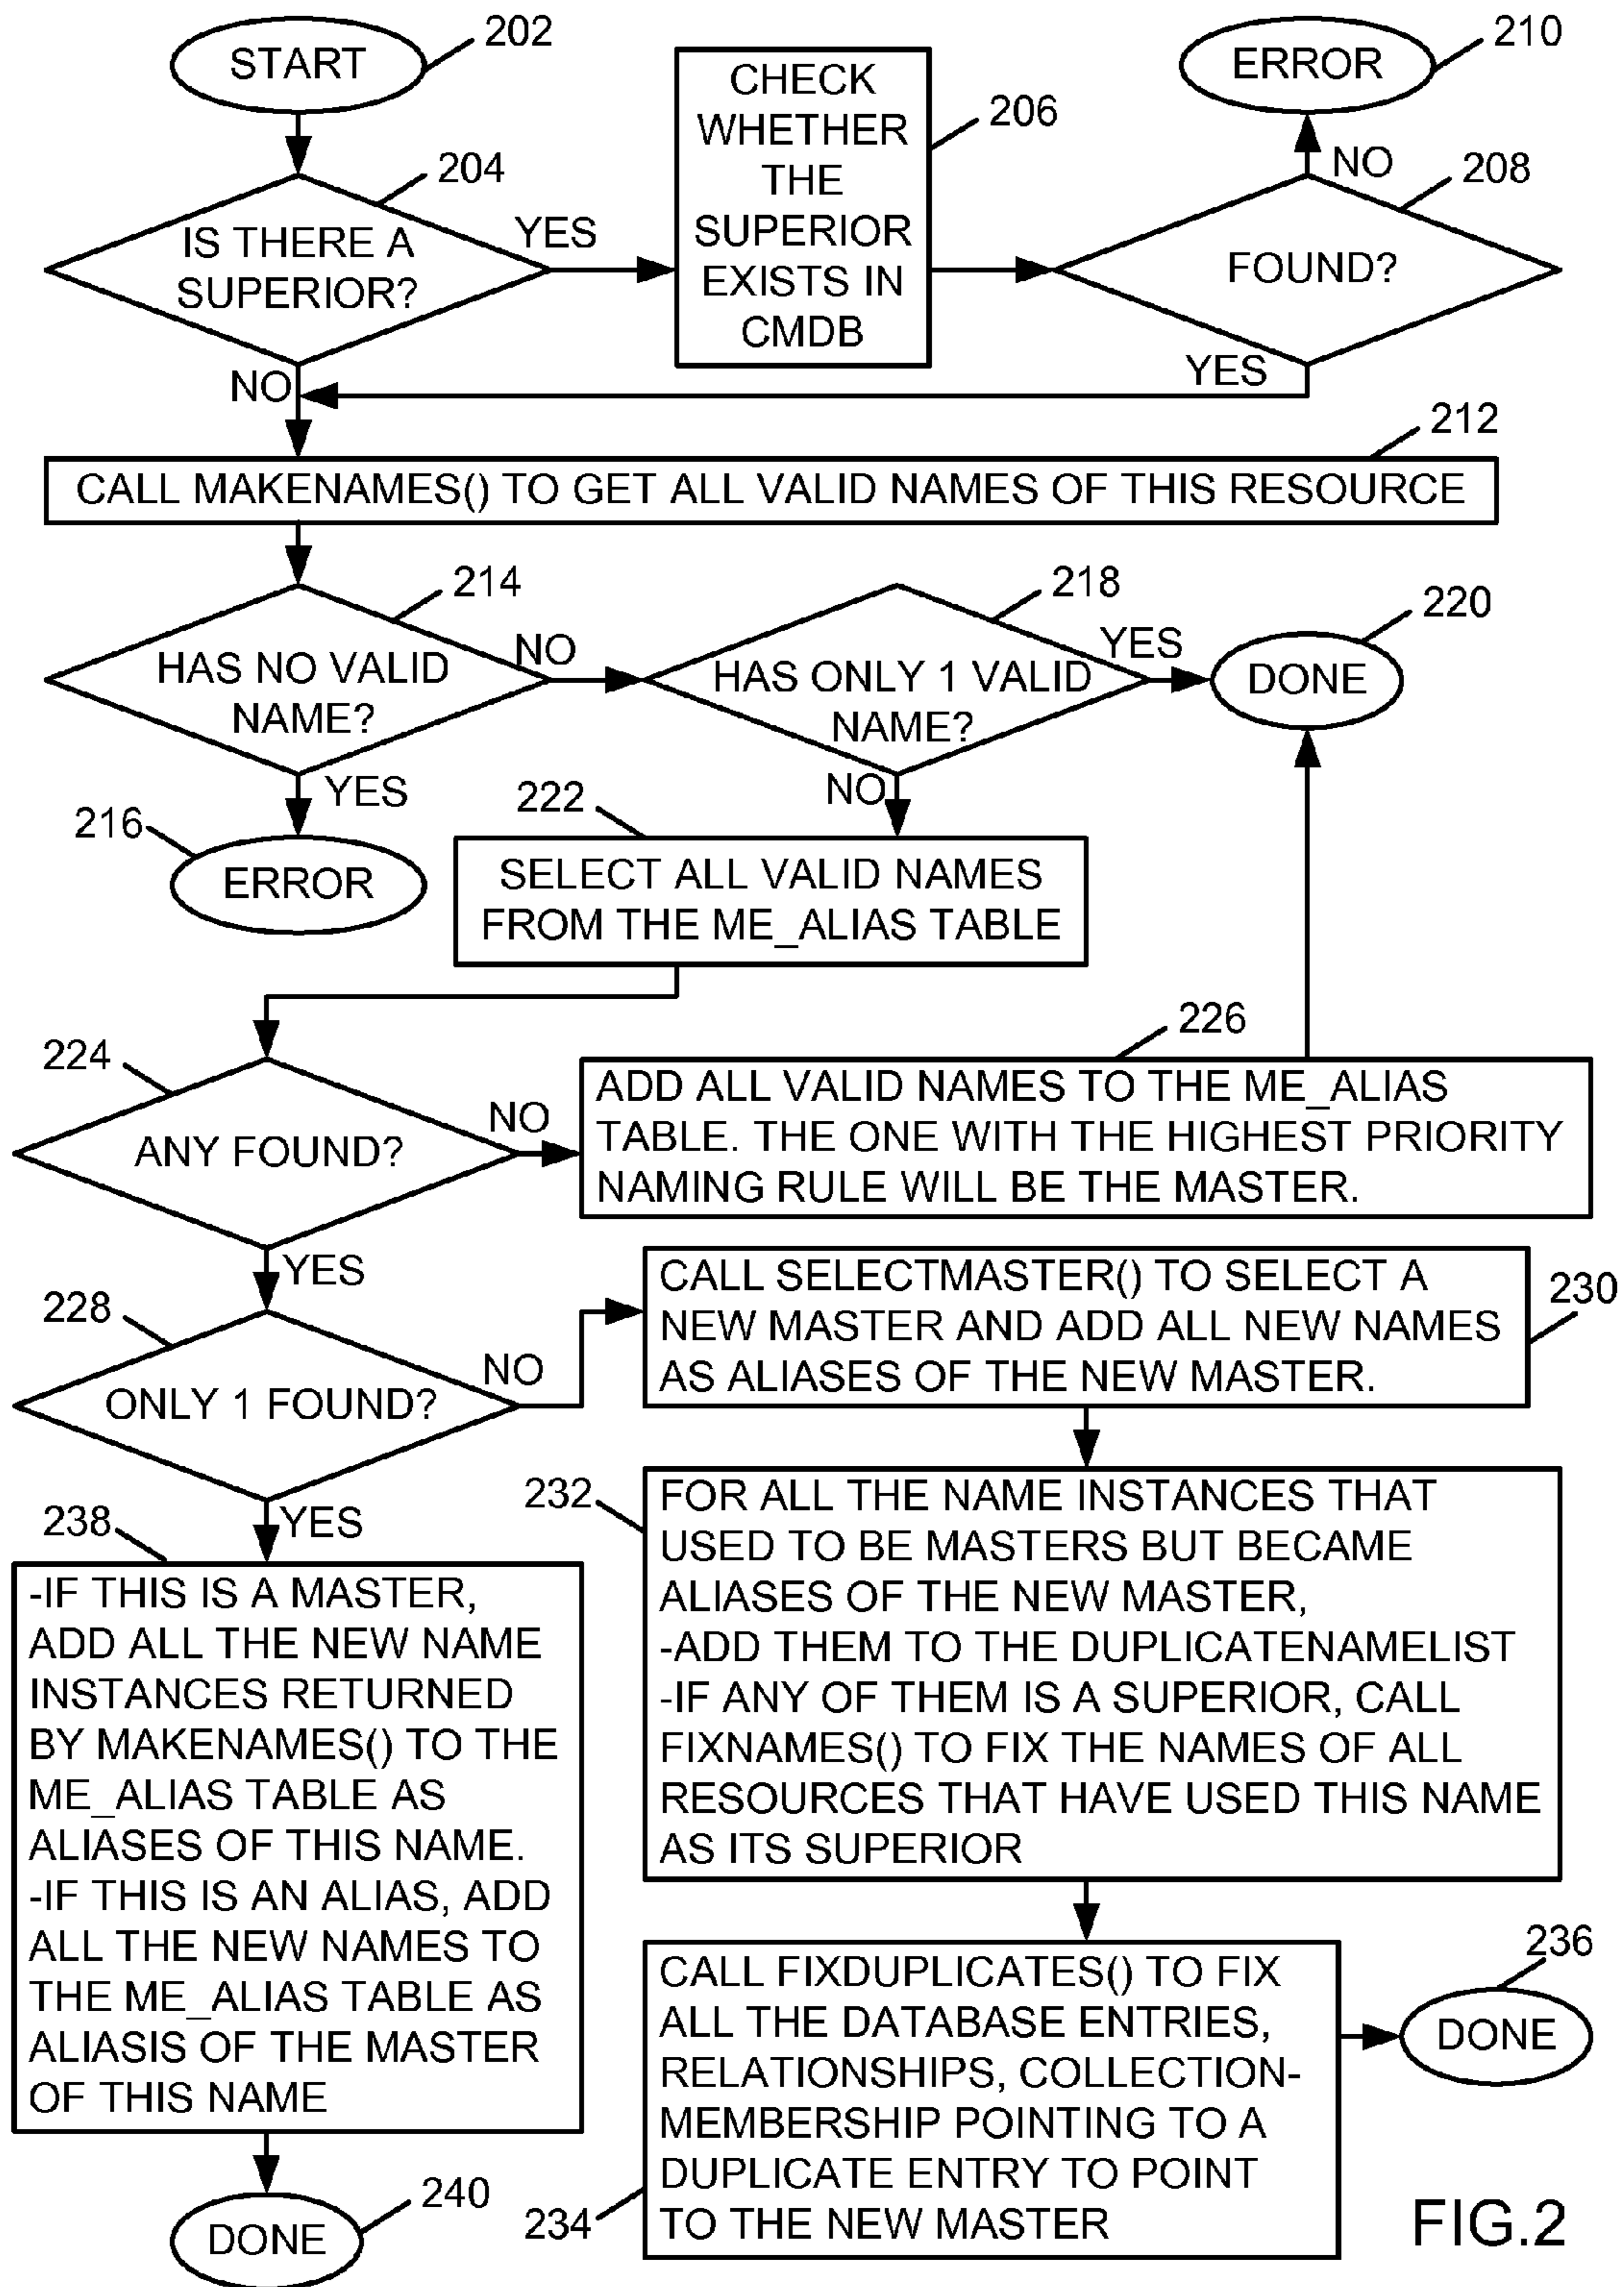 START
202
CHECK
WHETHER
THE
SUPERIOR
EXISTS IN
CMDB
206
ERROR
210
204
IS THERE A
SUPERIOR?
YES
NO
208
FOUND?
NO
YES
212
CALL MAKENAMES() TO GET ALL VALID NAMES OF THIS RESOURCE
214
HAS NO VALID
NAME?
NO
YES
218
HAS ONLY 1 VALID
NAME?
YES
NO
220
DONE
216
ERROR
222
SELECT ALL VALID NAMES
FROM THE ME_ALIAS TABLE
224
ANY FOUND?
NO
YES
226
ADD ALL VALID NAMES TO THE ME_ALIAS
TABLE. THE ONE WITH THE HIGHEST PRIORITY
NAMING RULE WILL BE THE MASTER.
228
ONLY 1 FOUND?
NO
YES
CALL SELECTMASTER() TO SELECT A
NEW MASTER AND ADD ALL NEW NAMES
AS ALIASES OF THE NEW MASTER.
230
232
FOR ALL THE NAME INSTANCES THAT
USED TO BE MASTERS BUT BECAME
ALIASES OF THE NEW MASTER,
-ADD THEM TO THE DUPLICATENAMELIST
-IF ANY OF THEM IS A SUPERIOR, CALL
FIXNAMES() TO FIX THE NAMES OF ALL
RESOURCES THAT HAVE USED THIS NAME
AS ITS SUPERIOR
238
-IF THIS IS A MASTER,
ADD ALL THE NEW NAME
INSTANCES RETURNED
BY MAKENAMES() TO THE
ME_ALIAS TABLE AS
ALIASES OF THIS NAME.
-IF THIS IS AN ALIAS, ADD
ALL THE NEW NAMES TO
THE ME_ALIAS TABLE AS
ALIASIS OF THE MASTER
OF THIS NAME
CALL FIXDUPLICATES() TO FIX
ALL THE DATABASE ENTRIES,
RELATIONSHIPS, COLLECTION-
MEMBERSHIP POINTING TO A
DUPLICATE ENTRY TO POINT
TO THE NEW MASTER
234
236
DONE
240
DONE
FIG.2